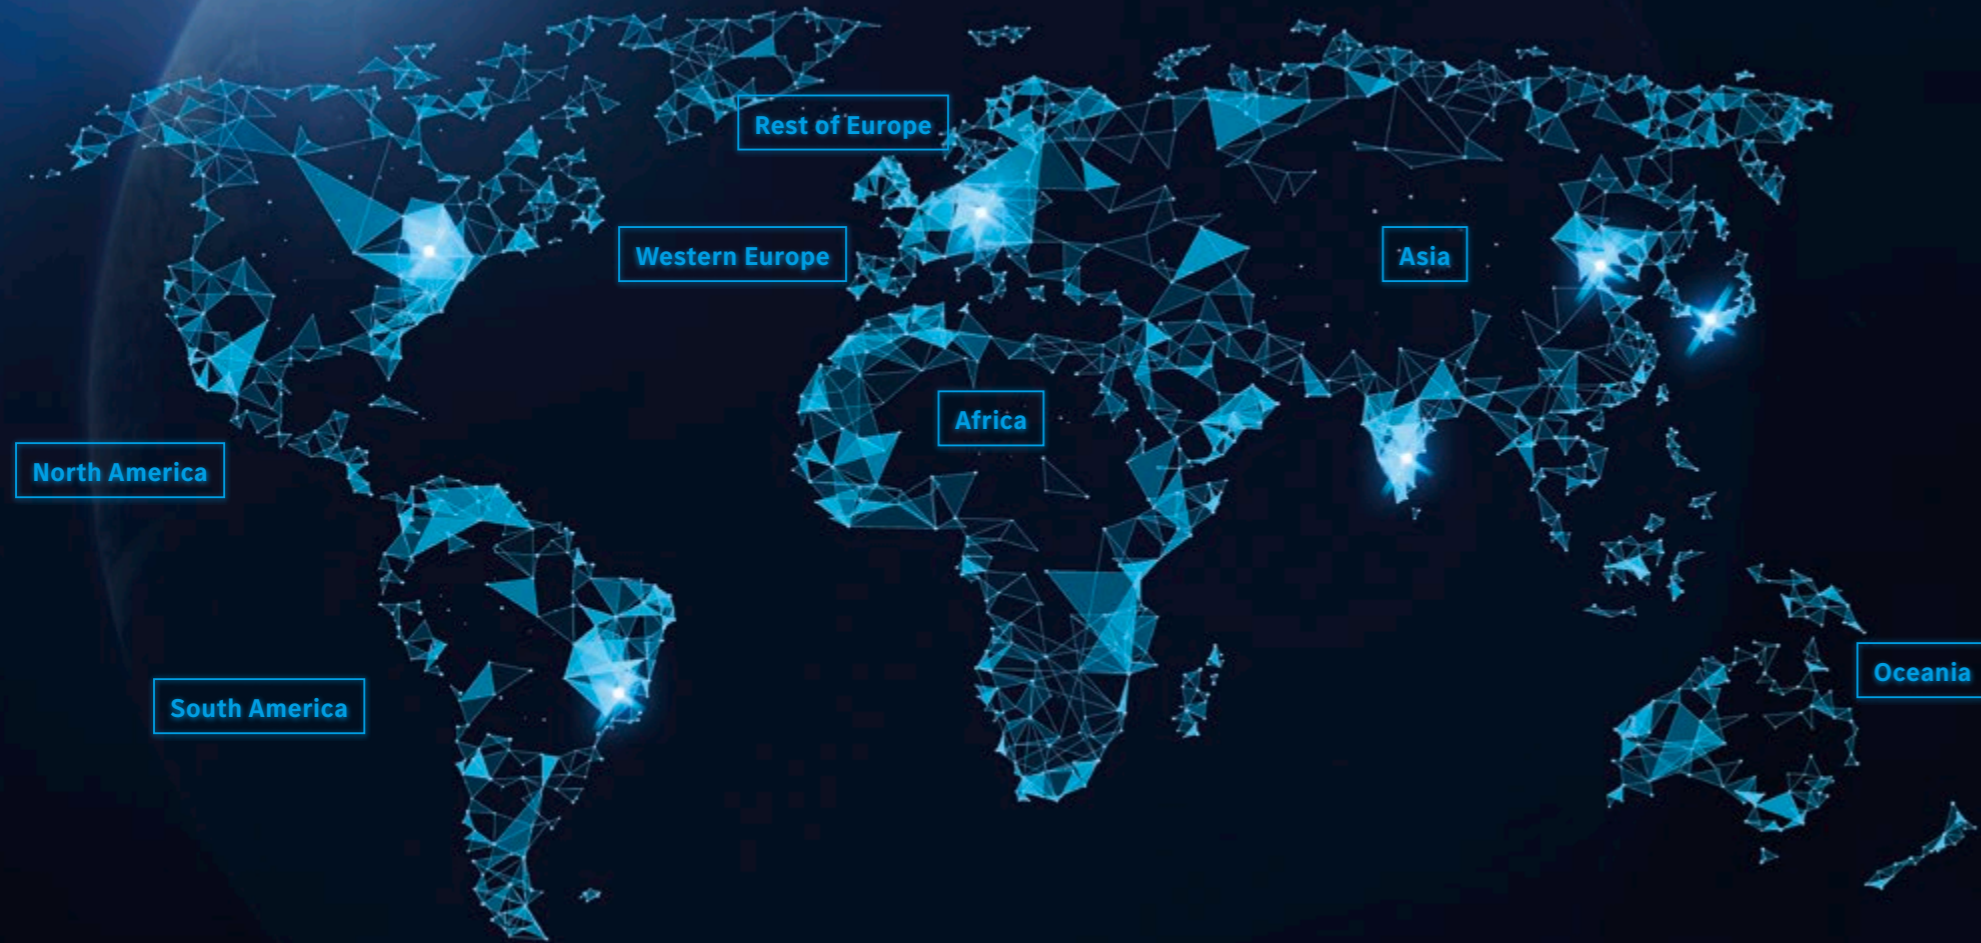 Rest of Europe
Western Europe
Asia
Africa
North America
Oceania
South America